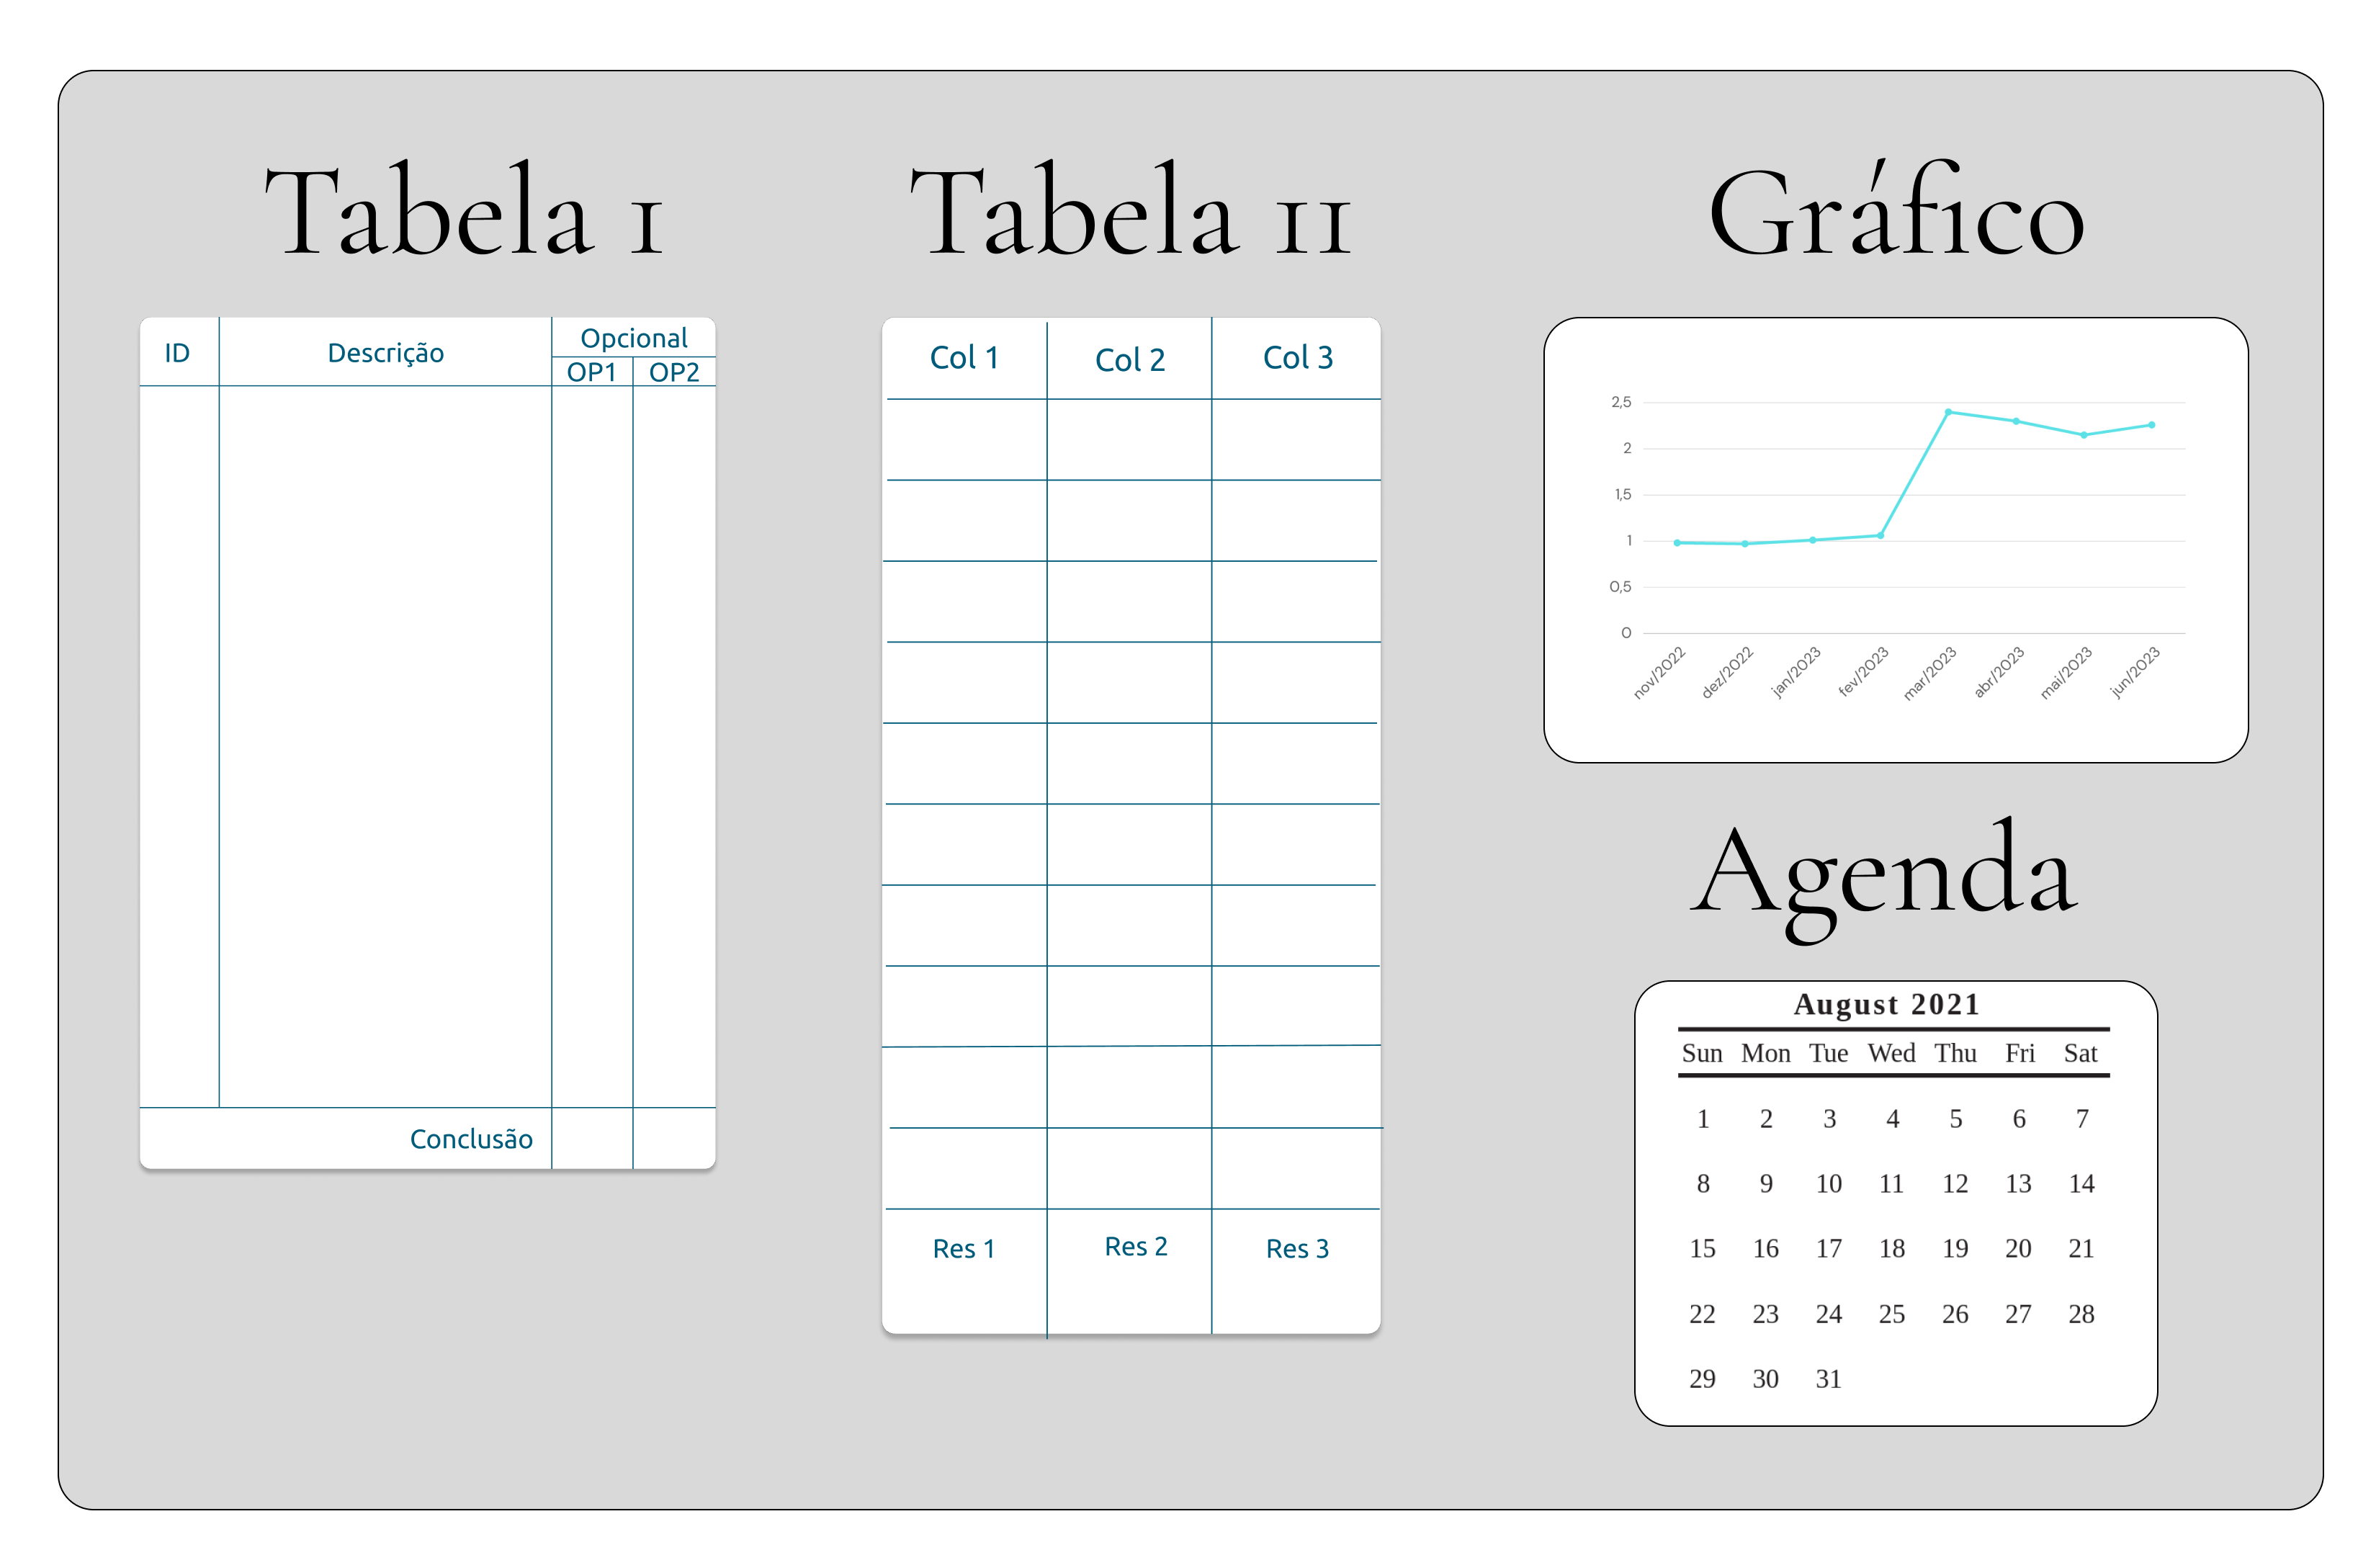 Tabela 1
ID
Descrição
Opcional
OP1 OP2
Conclusão
Tabela 11
Col 1 Col 2 Col 3
Res 1 Res 2 Res 3
Gráfico
2,5
2
1,5
1
0,5
0
nov/2022 dez/2022 jan/2023 fev/2023 mar/2023 abr/2023 mai/2023 jun/2023
Agenda
August 2021
Sun Mon Tue Wed Thu Fri Sat
1 2 3 4 5 6 7
8 9 10 11 12 13 14
15 16 17 18 19 20 21
22 23 24 25 26 27 28
29 30 31